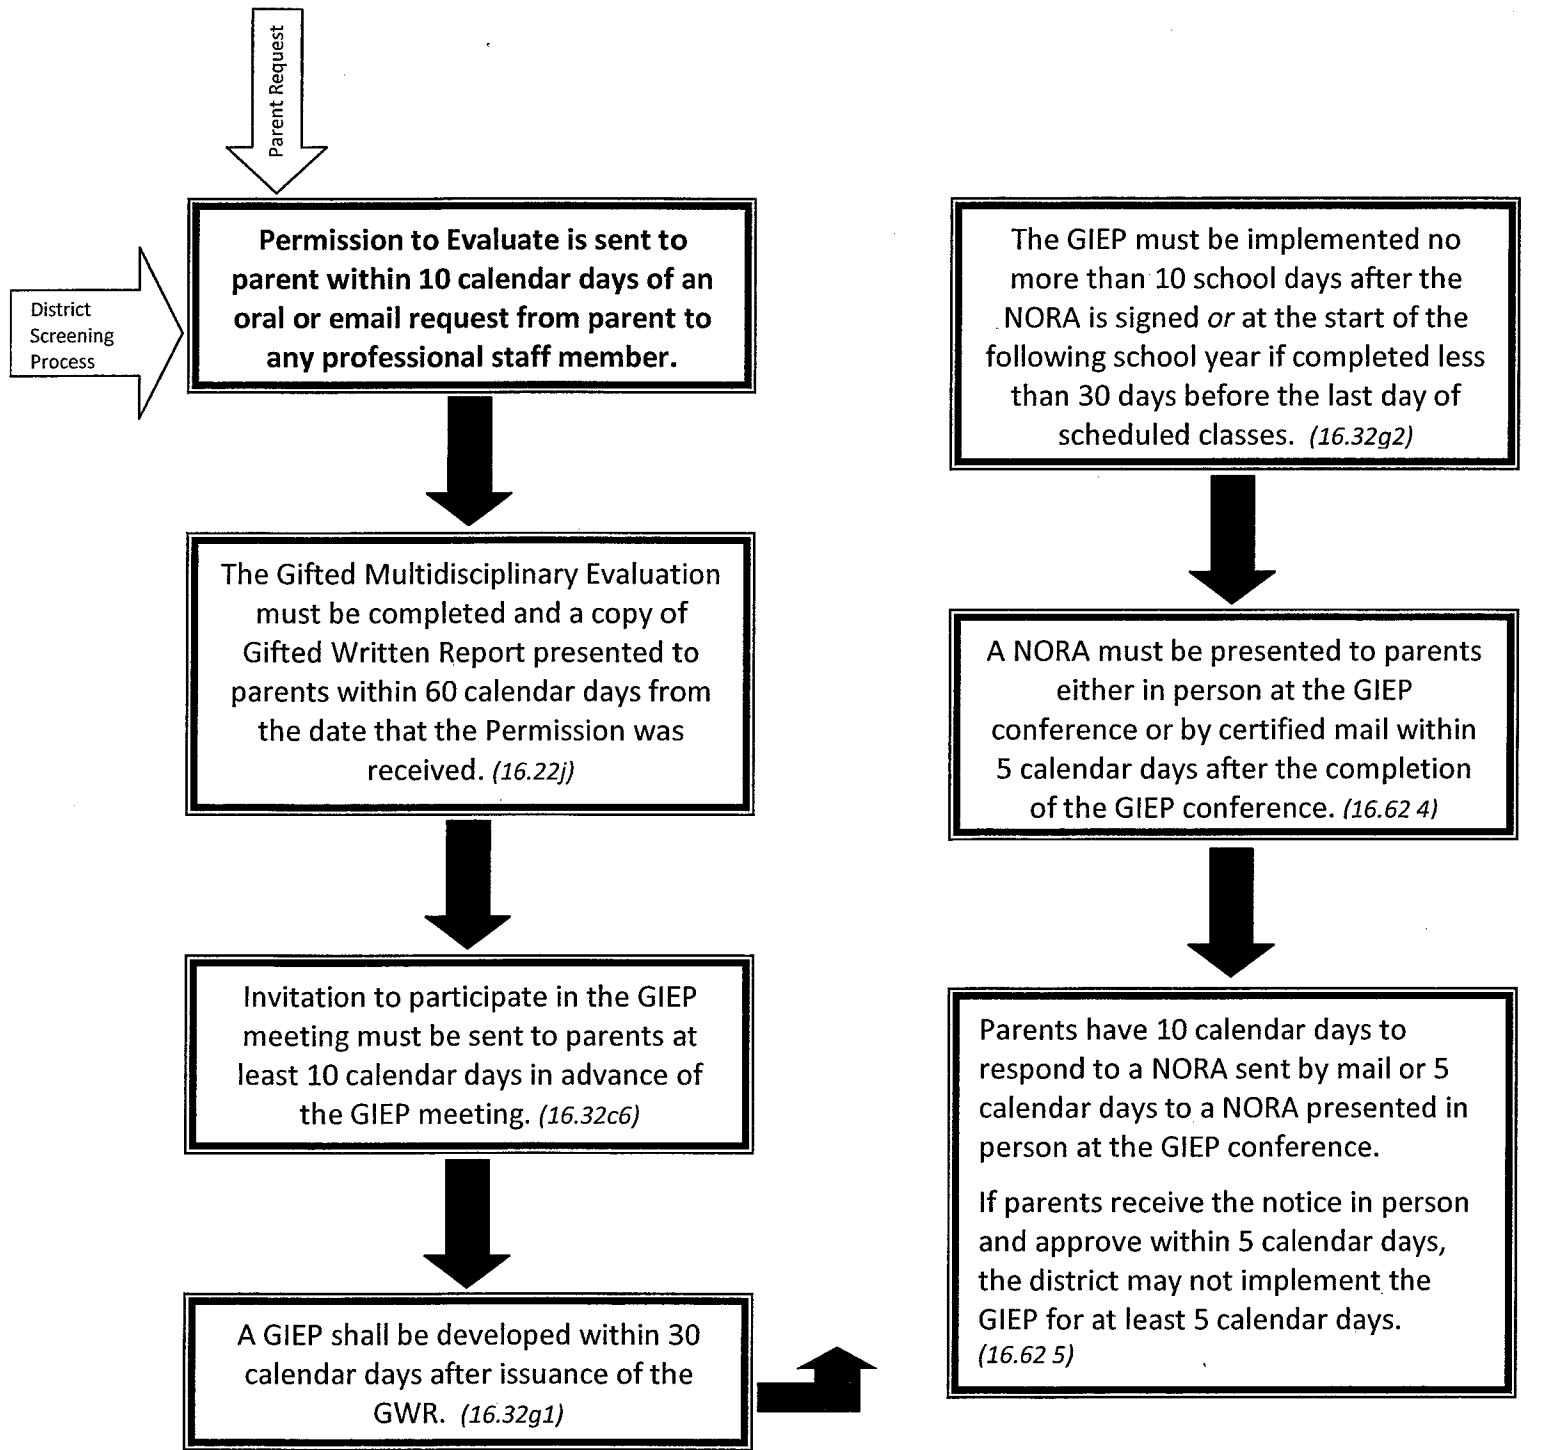 Parent Request
District
Screening
Process
Permission to Evaluate is sent to
parent within 10 calendar days of an
oral or email request from parent to
any professional staff member.
The Gifted Multidisciplinary Evaluation
must be completed and a copy of
Gifted Written Report presented to
parents within 60 calendar days from
the date that the Permission was
received. (16.22j)
Invitation to participate in the GIEP
meeting must be sent to parents at
least 10 calendar days in advance of
the GIEP meeting. (16.32c6)
A GIEP shall be developed within 30
calendar days after issuance of the
GWR. (16.32g1)
The GIEP must be implemented no
more than 10 school days after the
NORA is signed or at the start of the
following school year if completed less
than 30 days before the last day of
scheduled classes. (16.32g2)
A NORA must be presented to parents
either in person at the GIEP
conference or by certified mail within
5 calendar days after the completion
of the GIEP conference. (16.62 4)
Parents have 10 calendar days to
respond to a NORA sent by mail or 5
calendar days to a NORA presented in
person at the GIEP conference.
If parents receive the notice in person
and approve within 5 calendar days,
the district may not implement the
GIEP for at least 5 calendar days.
(16.62 5)